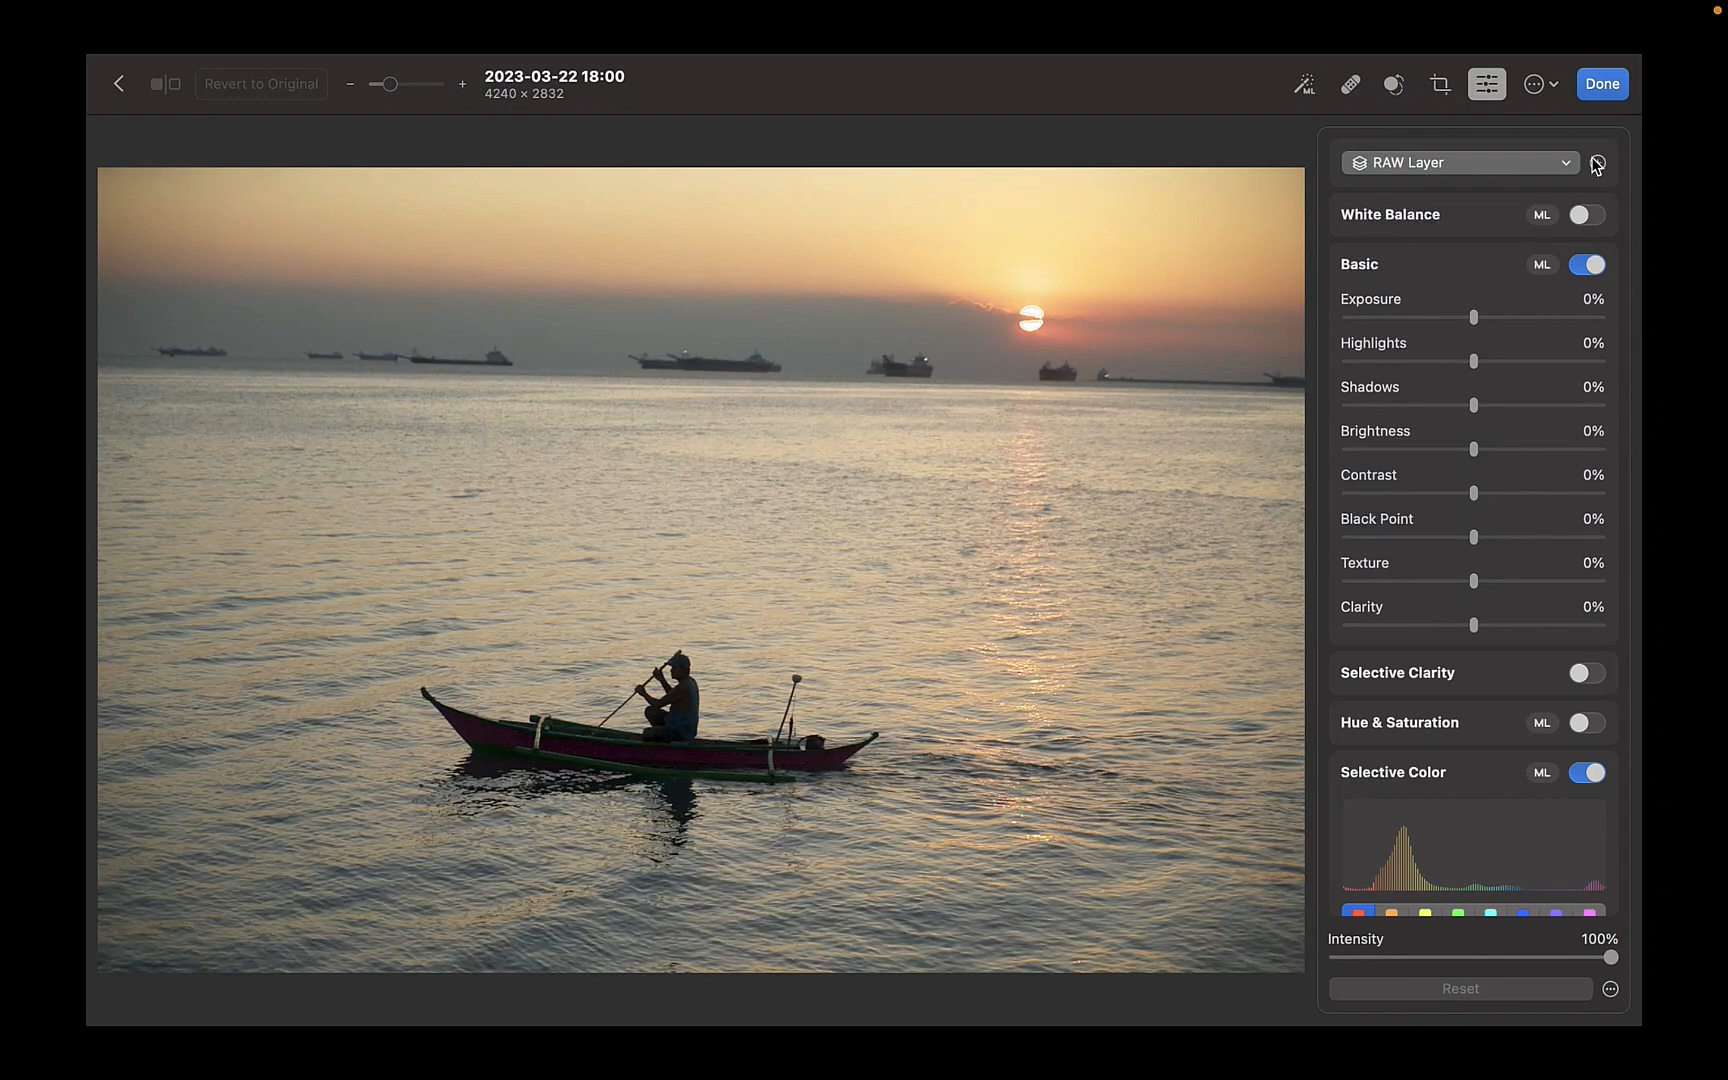 Revert to Original
2023-03-22 18:00
4240 × 2832
ML
Done
RAW Layer
White Balance ML
Basic ML
Exposure 0%
Highlights 0%
Shadows 0%
Brightness 0%
Contrast 0%
Black Point 0%
Texture 0%
Clarity 0%
Selective Clarity
Hue & Saturation ML
Selective Color ML
Intensity 100%
Reset